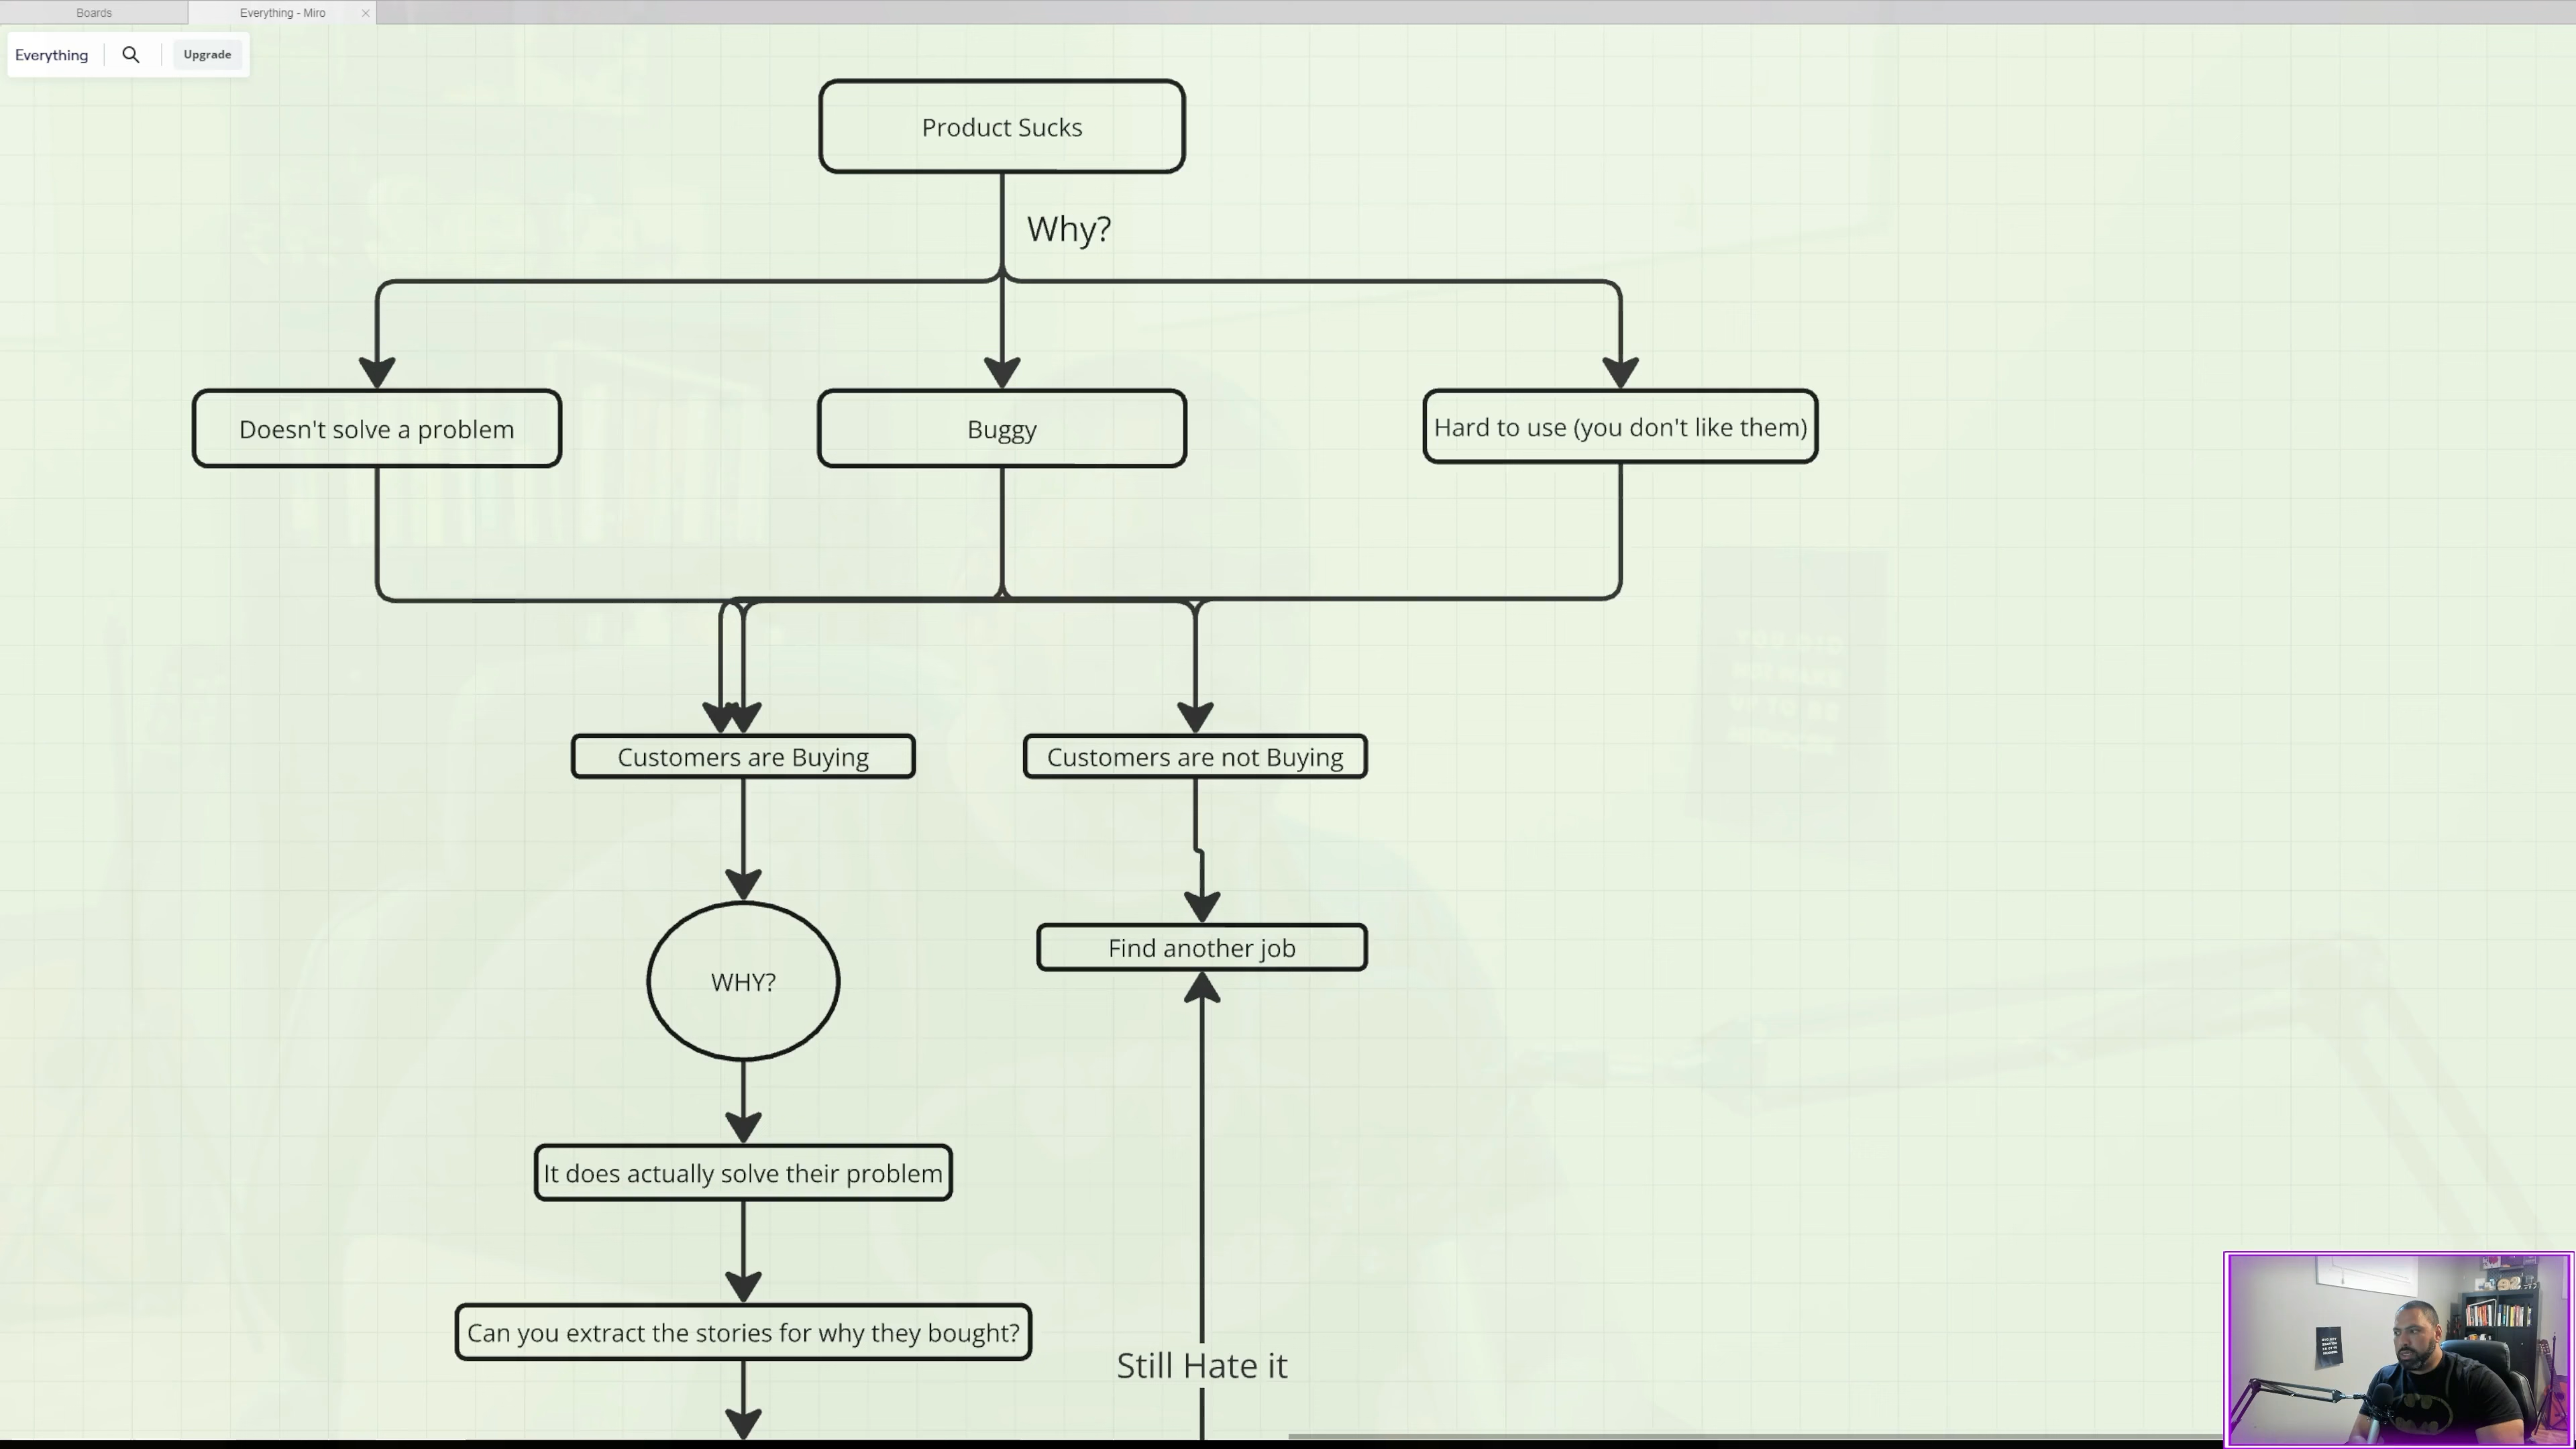 Boards
Everything - Miro
Everything
Upgrade
Product Sucks
Why?
Doesn't solve a problem
Buggy
Hard to use (you don't like them)
Customers are Buying
Customers are not Buying
WHY?
Find another job
It does actually solve their problem
Can you extract the stories for why they bought?
Still Hate it